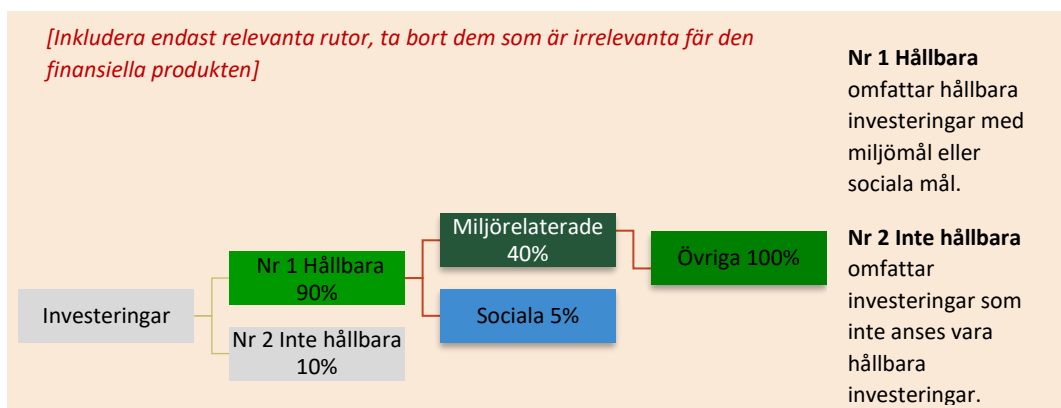 [Inkludera endast relevanta rutor, ta bort dem som är irrelevanta fär den
finansiella produkten]
Investeringar
Nr 1 Hållbara
90%
Nr 2 Inte hållbara
10%
Miljörelaterade
40%
Sociala 5%
Övriga 100%
Nr 1 Hållbara
omfattar hållbara
investeringar med
miljömål eller
sociala mål.
Nr 2 Inte hållbara
omfattar
investeringar som
inte anses vara
hållbara
investeringar.